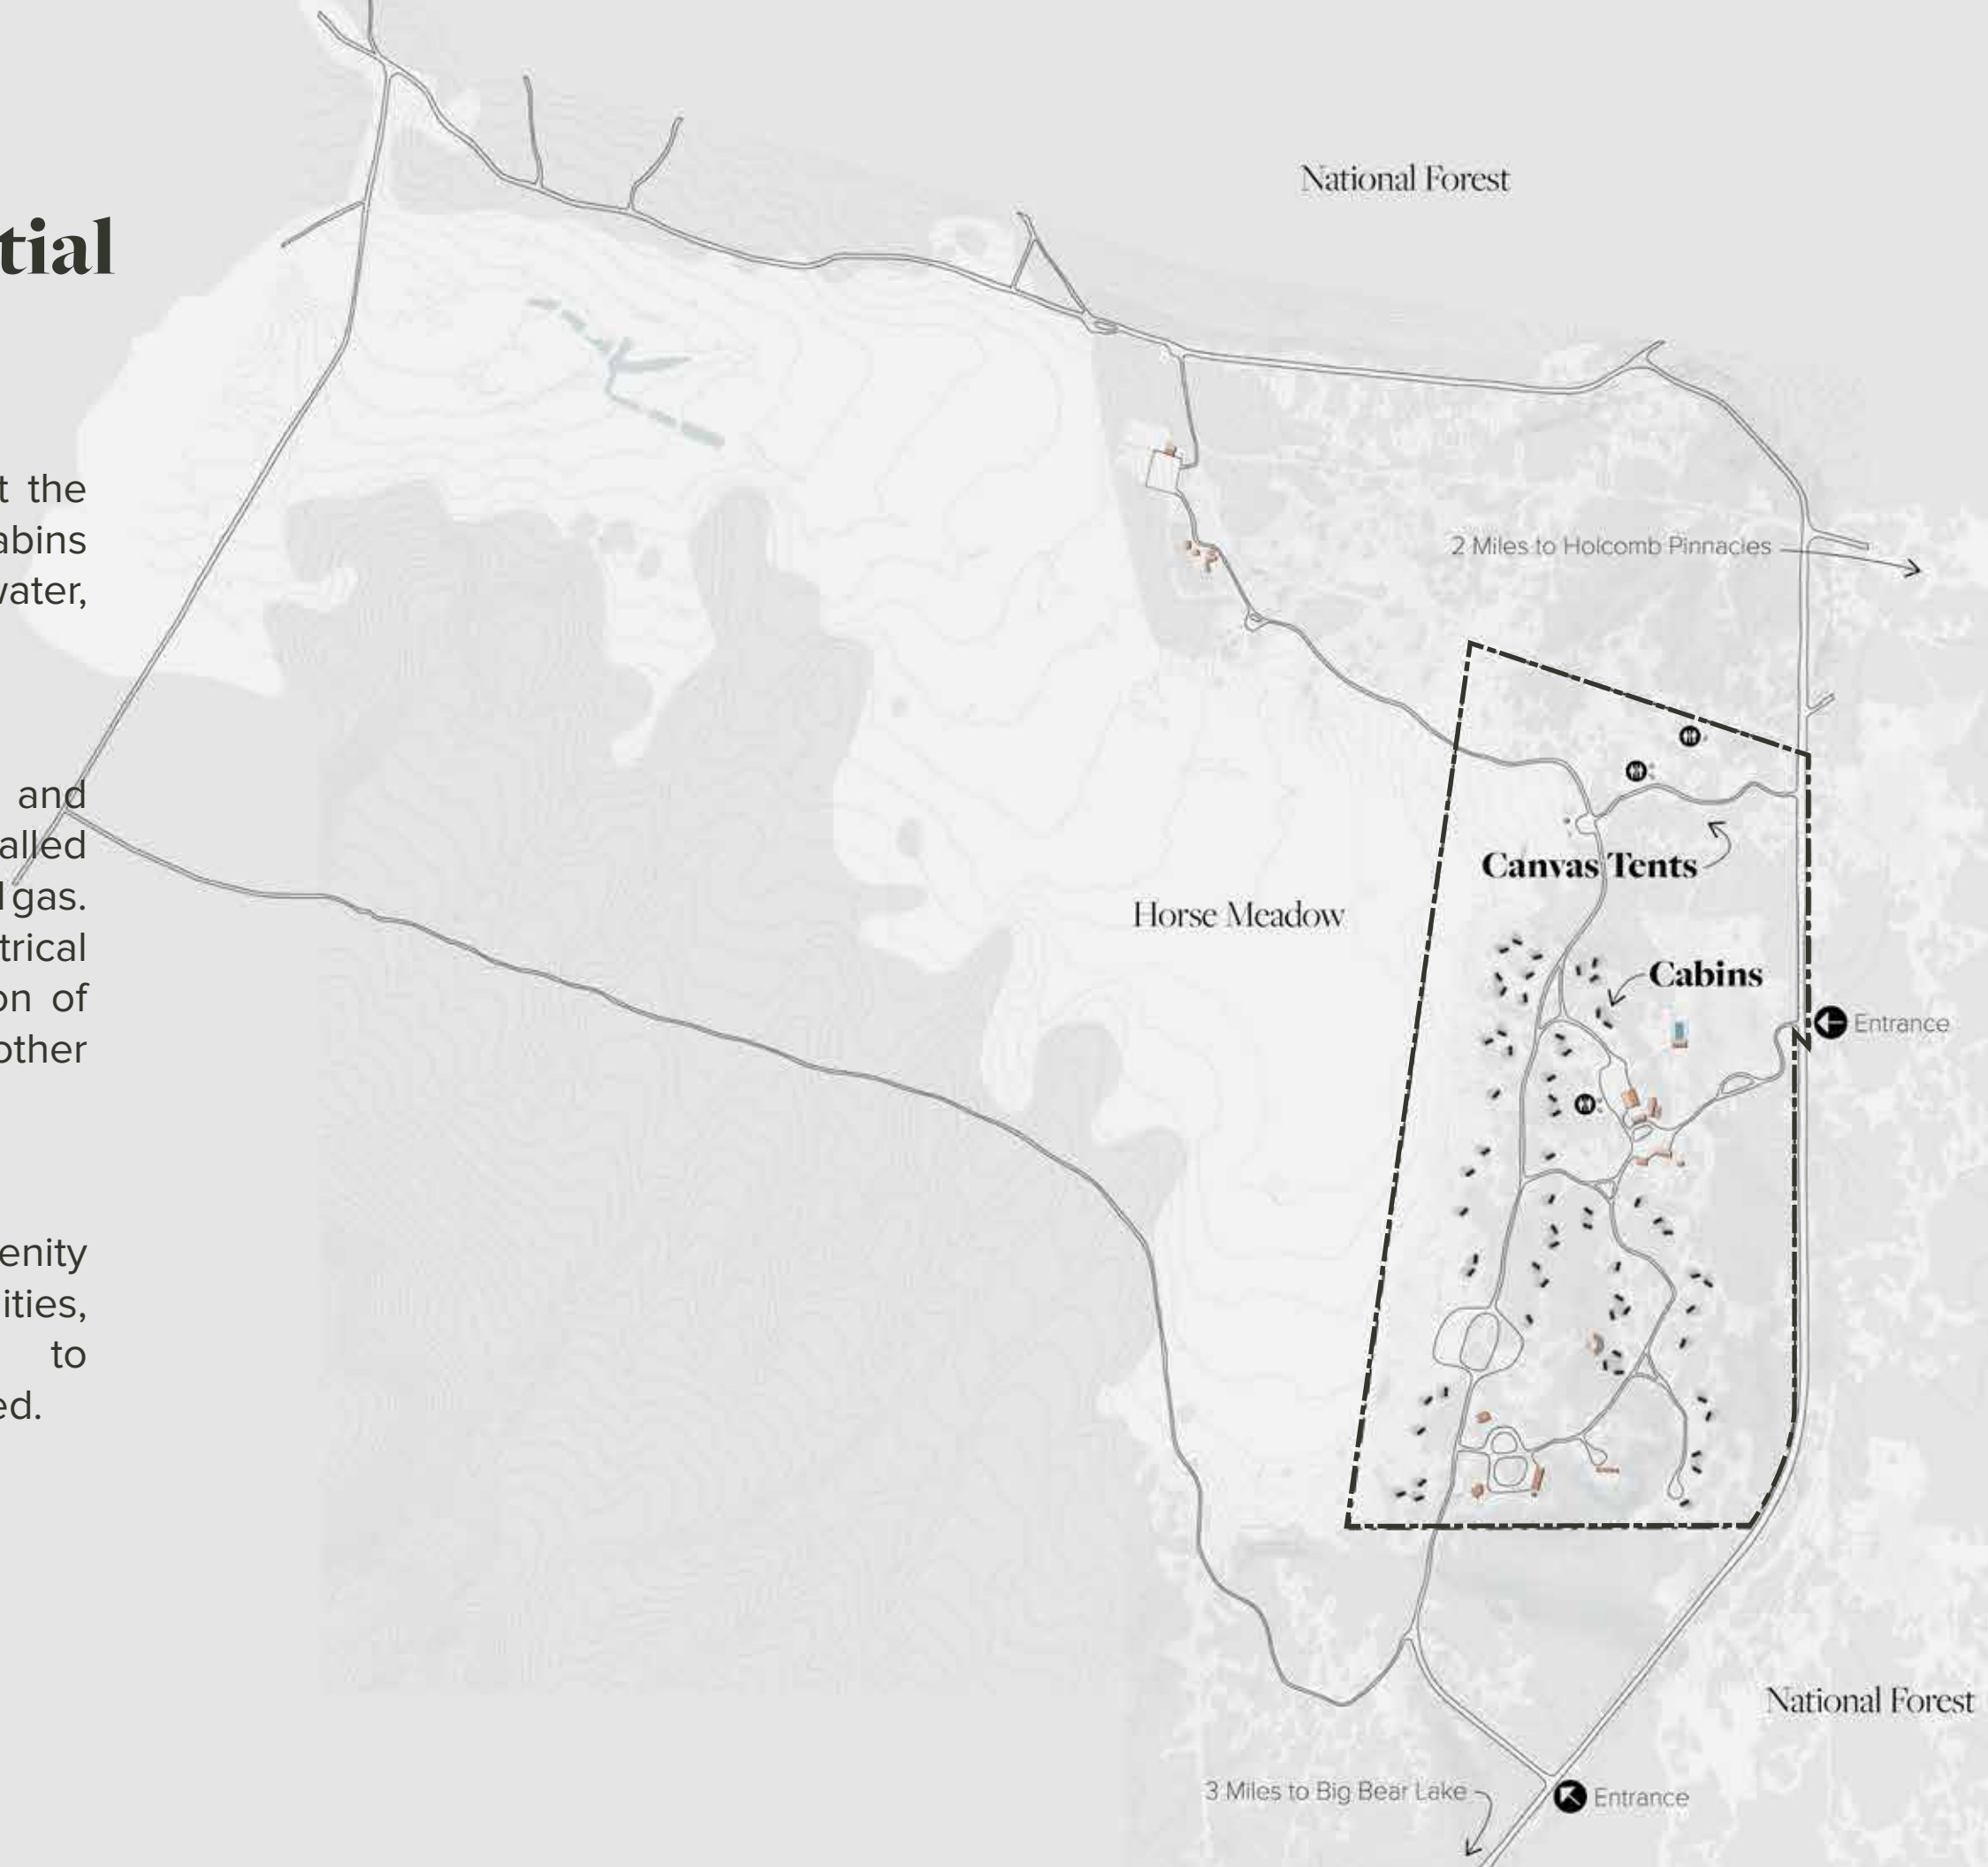 tial
t the
abins
water,
and
alled
l gas.
trical
on of
other
enity
ities,
to
ed.
National Forest
2 Miles to Holcomb Pinnacles
Canvas Tents
Horse Meadow
Cabins
Entrance
National Forest
3 Miles to Big Bear Lake
Entrance